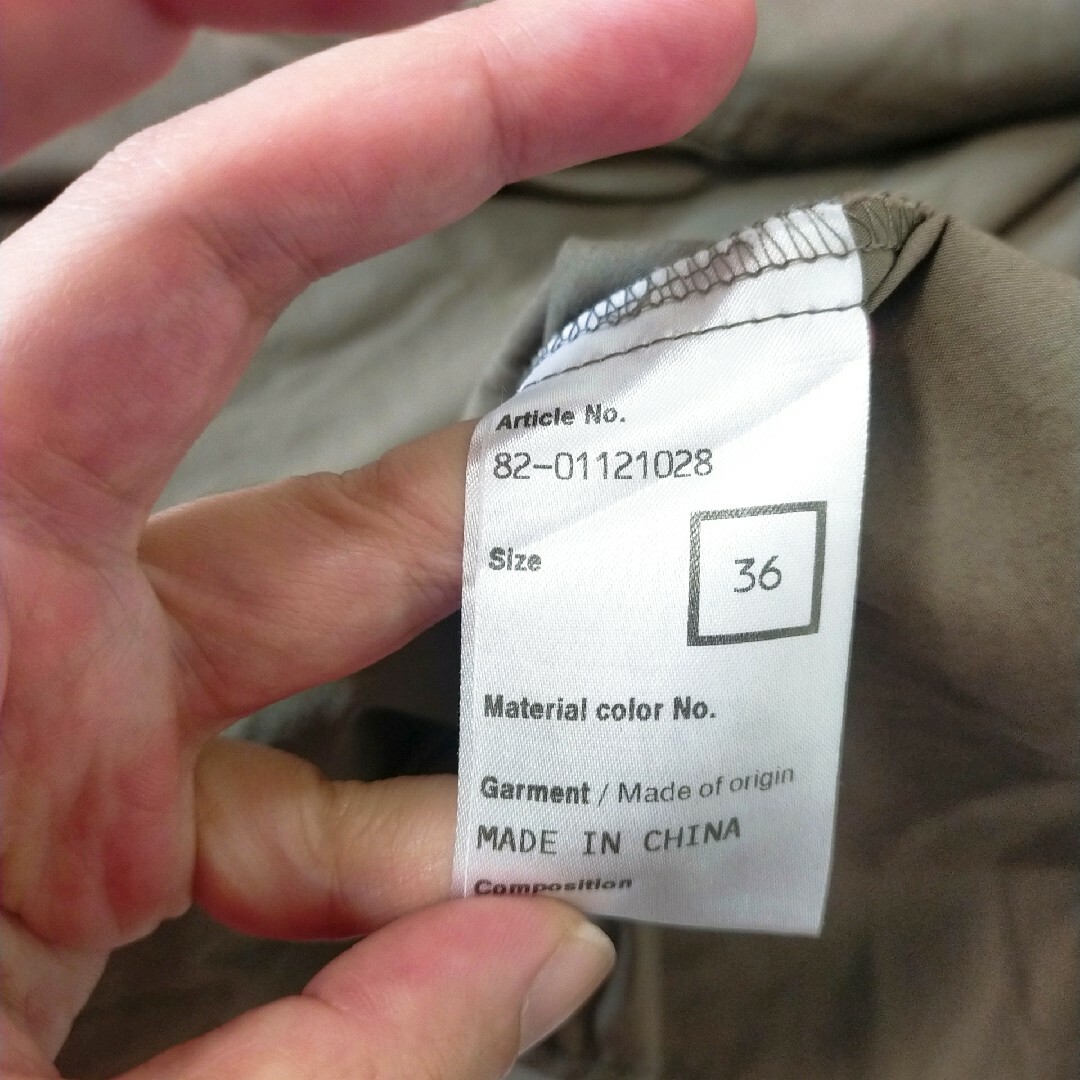 Article No.
82-01121028
Size
36
Material color No.
Garment / Made of origin
MADE IN CHINA
Composition